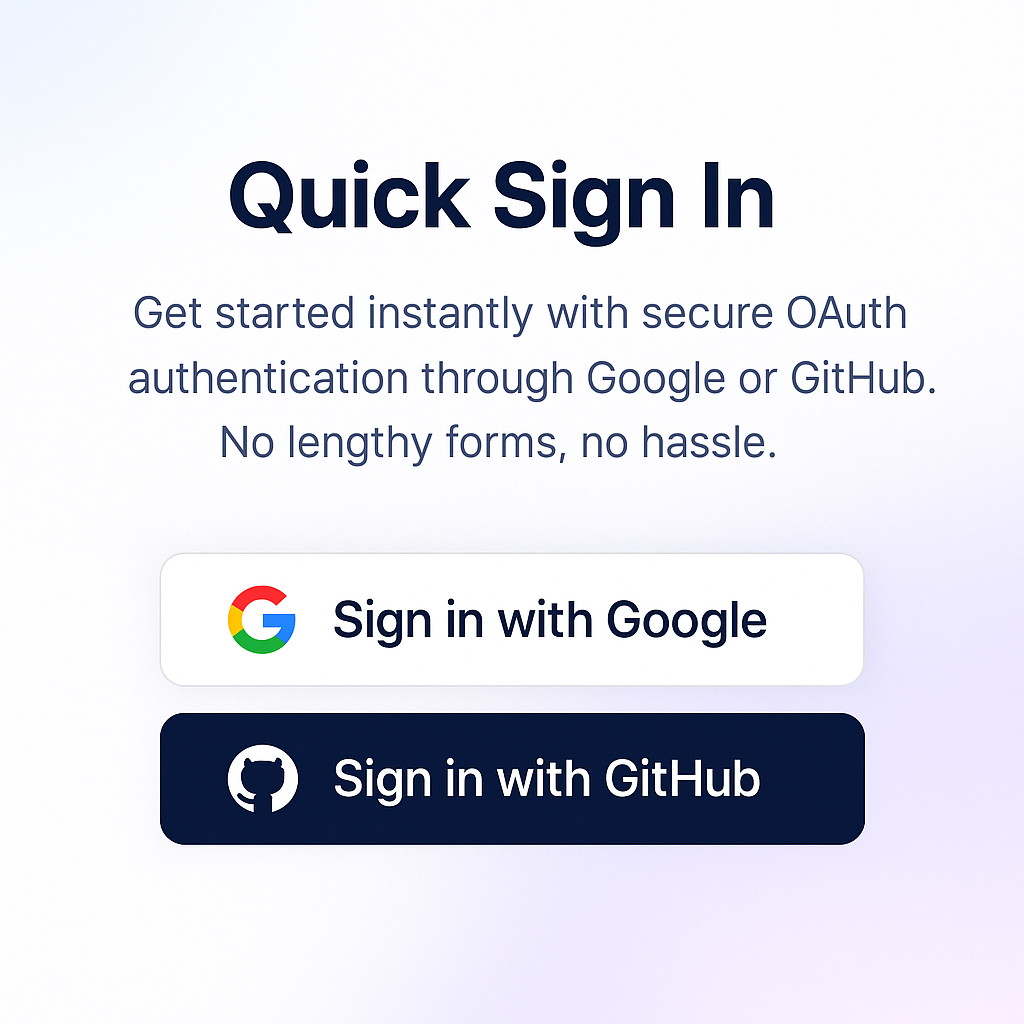 Quick Sign In
Get started instantly with secure OAuth
authentication through Google or GitHub.
No lengthy forms, no hassle.
Sign in with Google
Sign in with GitHub